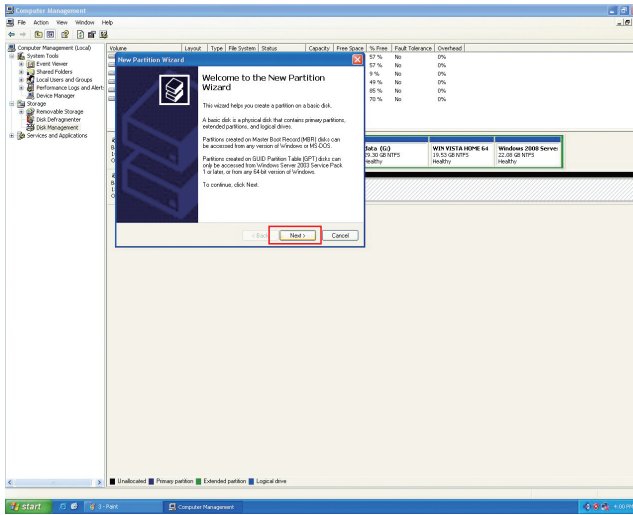 Computer Management
File Action View Window Help
Computer Management (Local)
System Tools
Event Viewer
Shared Folders
Local Users and Groups
Performance Logs and Alert:
Device Manager
Storage
Removable Storage
Disk Defragmenter
Disk Management
Services and Applications
Volume Layout Type File System Status Capacity Free Space % Free Fault Tolerance Overhead
57 % No 0%
57 % No 0%
9 % No 0%
49 % No 0%
85 % No 0%
70 % No 0%
New Partition Wizard
Welcome to the New Partition
Wizard
This wizard helps you create a partition on a basic disk.
A basic disk is a physical disk that contains primary partitions,
extended partitions, and logical drives.
Partitions created on Master Boot Record (MBR) disks can
be accessed from any version of Windows or MS-DOS.
Partitions created on GUID Partition Table (GPT) disks can
only be accessed from Windows Server 2003 Service Pack
1 or later, or from any 64-bit version of Windows.
To continue, click Next.
< Back Next > Cancel
data (G:)
29.30 GB NTFS
Healthy
WIN VISTA HOME 64
19.53 GB NTFS
Healthy
Windows 2008 Serve:
22.08 GB NTFS
Healthy
Unallocated Primary partition Extended partition Logical drive
start
3 - Paint
Computer Management
4:00 PM